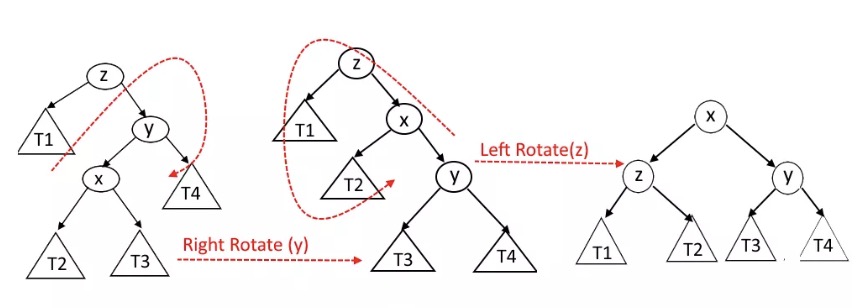 z
T1
y
x
T4
T2
T3
Right Rotate (y)
z
T1
x
T2
y
T3
T4
Left Rotate(z)
x
z
y
T1
T2
T3
T4